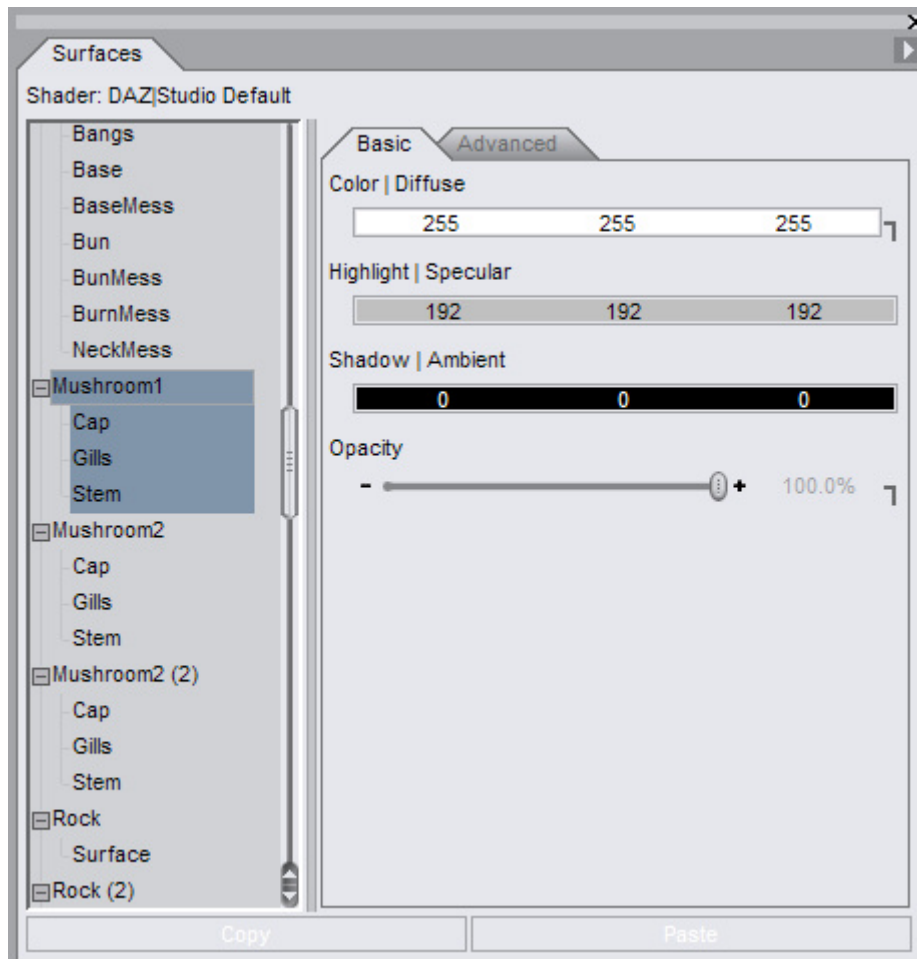 Surfaces
Shader: DAZ|Studio Default
Bangs
Base
BaseMess
Bun
BunMess
BurnMess
NeckMess
Mushroom1
Cap
Gills
Stem
Mushroom2
Cap
Gills
Stem
Mushroom2 (2)
Cap
Gills
Stem
Rock
Surface
Rock (2)
Basic Advanced
Color | Diffuse
255 255 255
Highlight | Specular
192 192 192
Shadow | Ambient
0 0 0
Opacity
- + 100.0%
Copy Paste